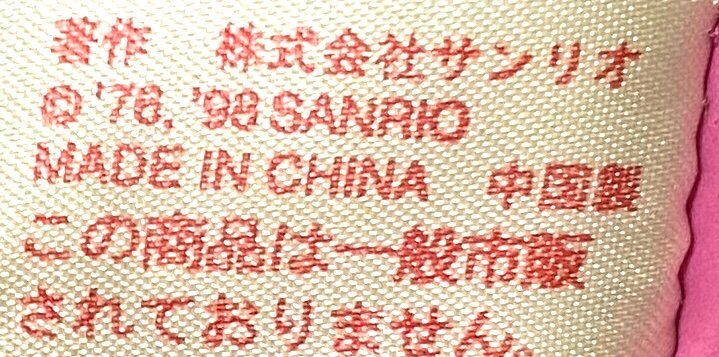 著作　株式会社サンリオ
© '76, '98 SANRIO
MADE IN CHINA　中国製
この商品は一般市販
されておりません。